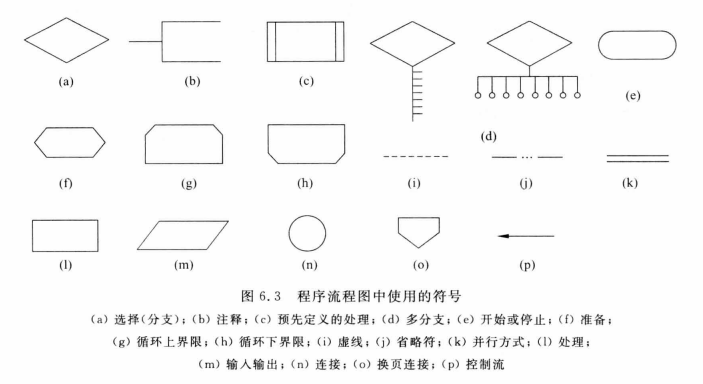 (a)
(b)
(c)
(d)
(e)
(f)
(g)
(h)
(i)
(j)
(k)
(l)
(m)
(n)
(o)
(p)
图 6.3 程序流程图中使用的符号
(a) 选择(分支); (b) 注释; (c) 预先定义的处理; (d) 多分支; (e) 开始或停止; (f) 准备;
(g) 循环上界限; (h) 循环下界限; (i) 虚线; (j) 省略符; (k) 并行方式; (l) 处理;
(m) 输入输出; (n) 连接; (o) 换页连接; (p) 控制流